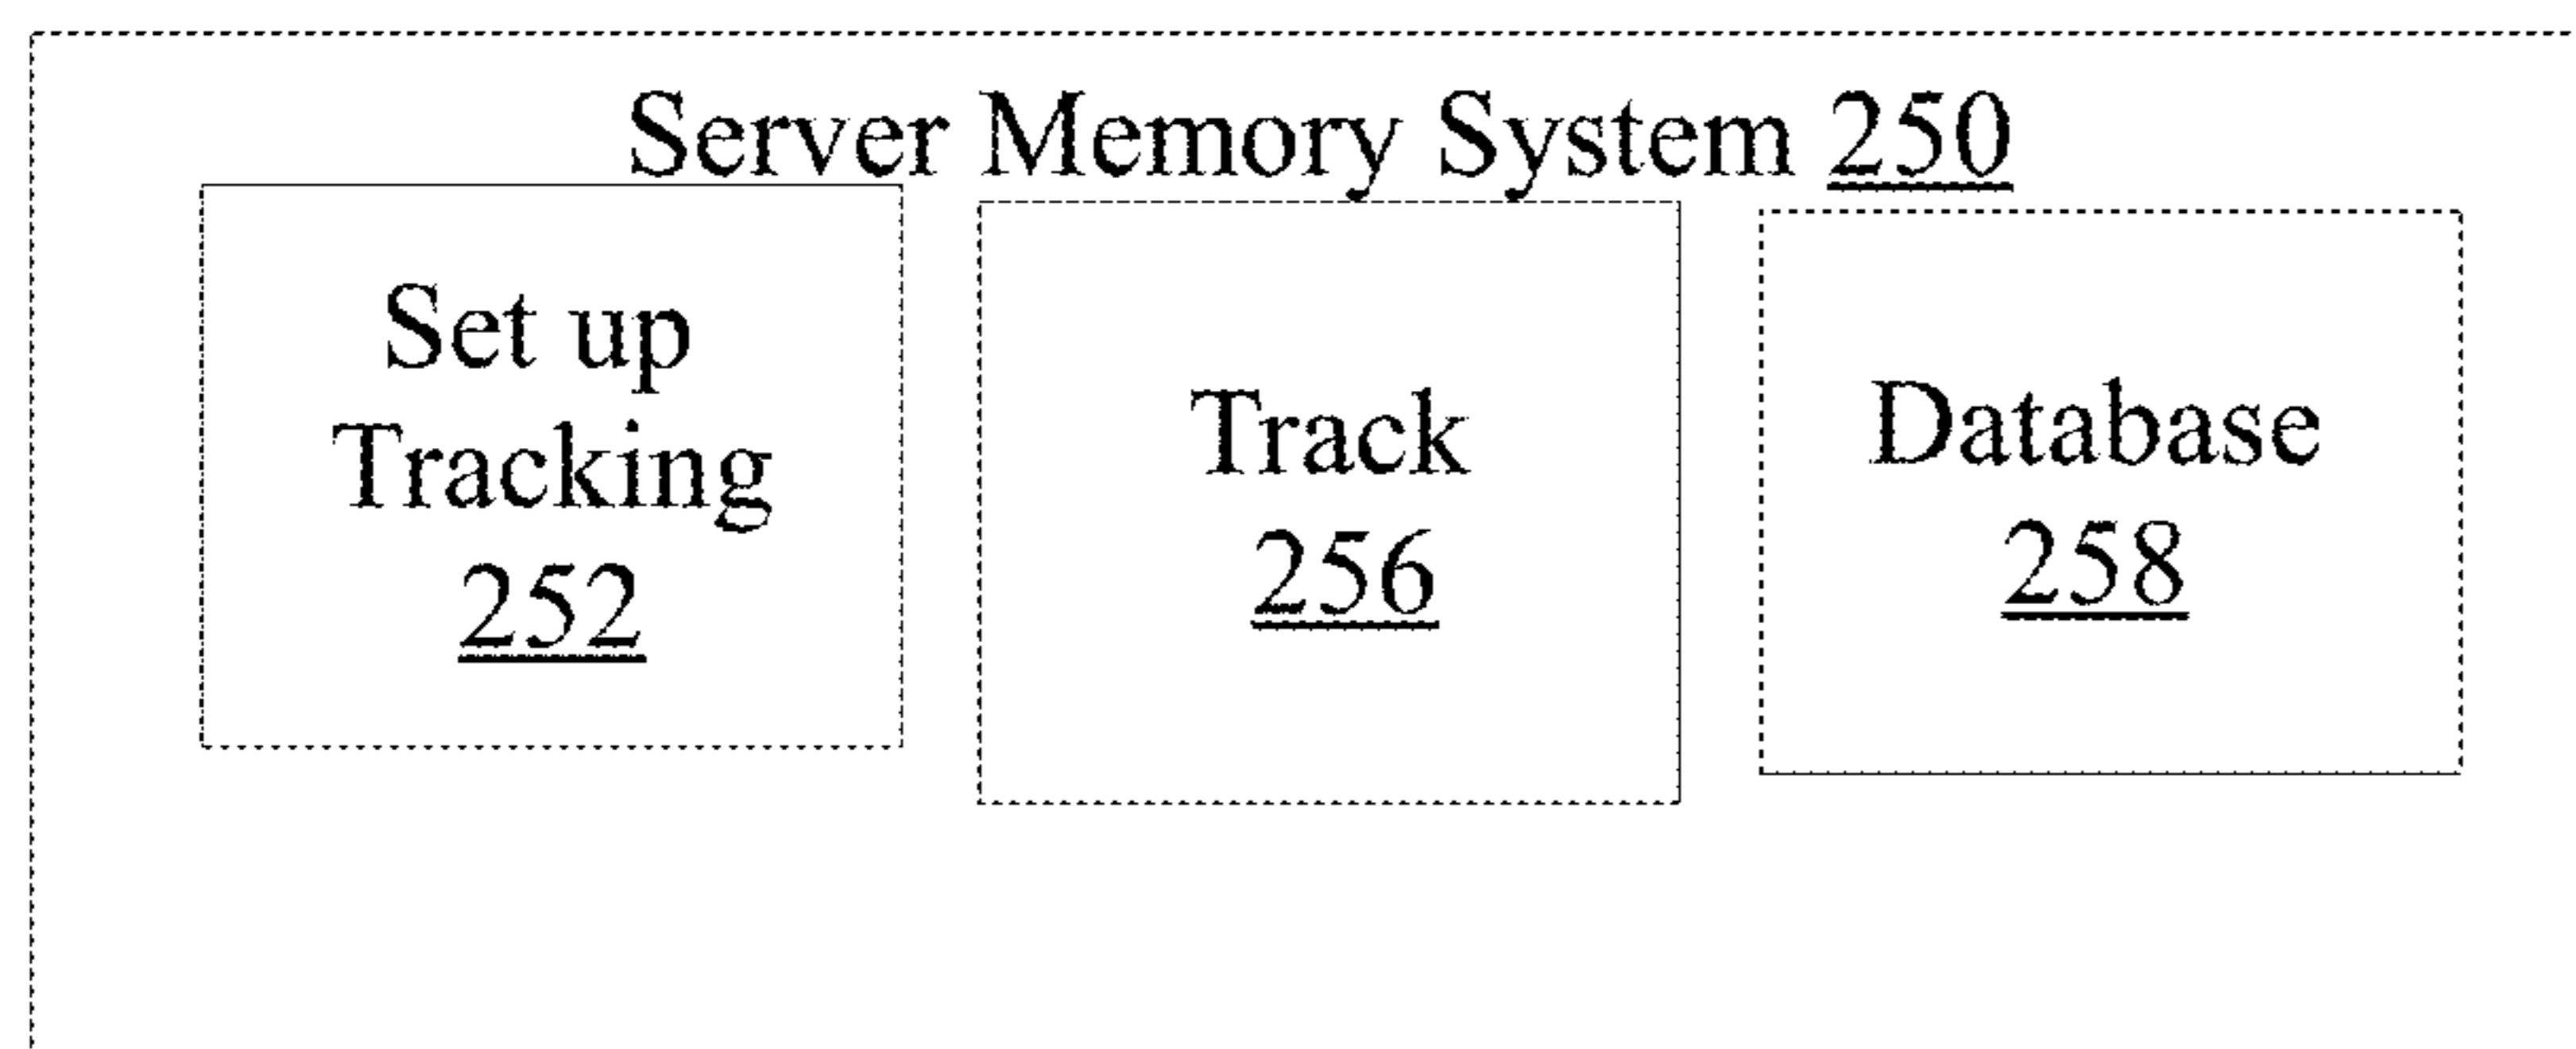 Server Memory System 250
Set up
Tracking
252
Track
256
Database
258